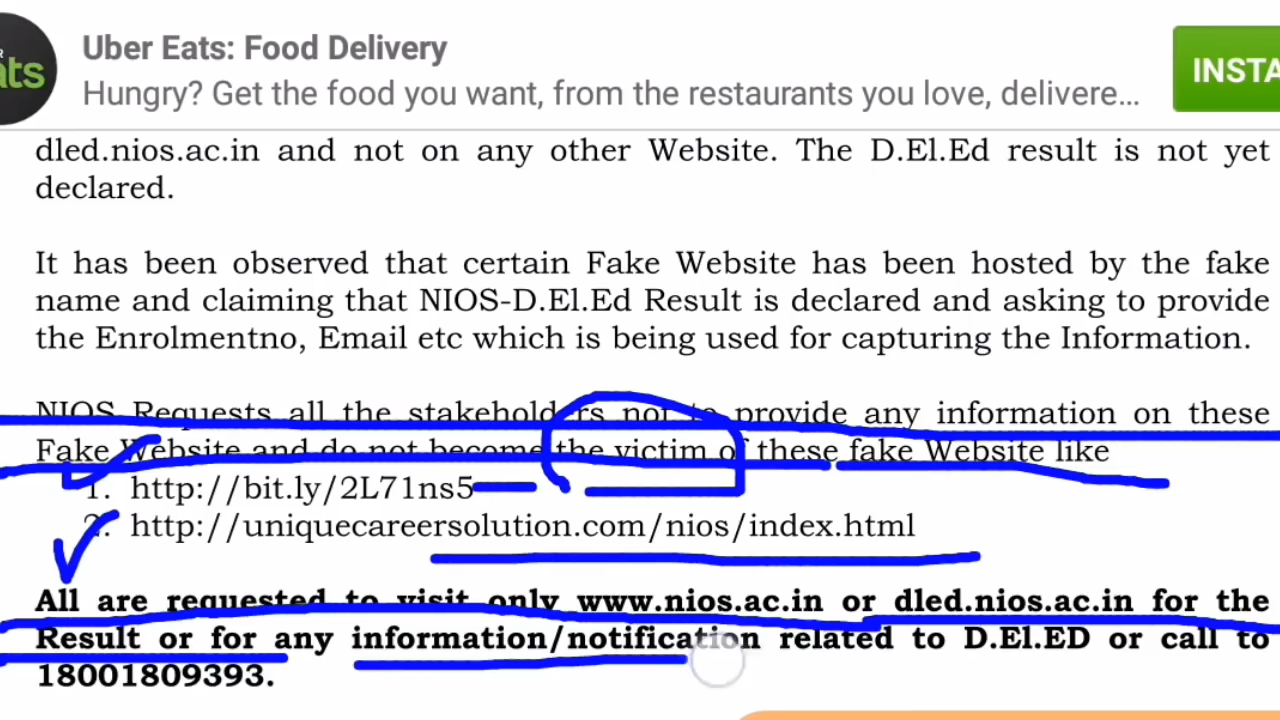 Uber Eats: Food Delivery
ats
INSTA
Hungry? Get the food you want, from the restaurants you love, delivere...
dled.nios.ac.in and not on any other Website. The D.El.Ed result is not yet
declared.
It has been observed that certain Fake Website has been hosted by the fake
name and claiming that NIOS-D.El.Ed Result is declared and asking to provide
the Enrolmentno, Email etc which is being used for capturing the Information.
NIOS Requests all the stakeholders not to provide any information on these
Fake Website and do not become the victim of these fake Website like
1. http://bit.ly/2L71ns5
2. http://uniquecareersolution.com/nios/index.html
All are requested to visit only www.nios.ac.in or dled.nios.ac.in for the
Result or for any information/notification related to D.El.ED or call to
18001809393.